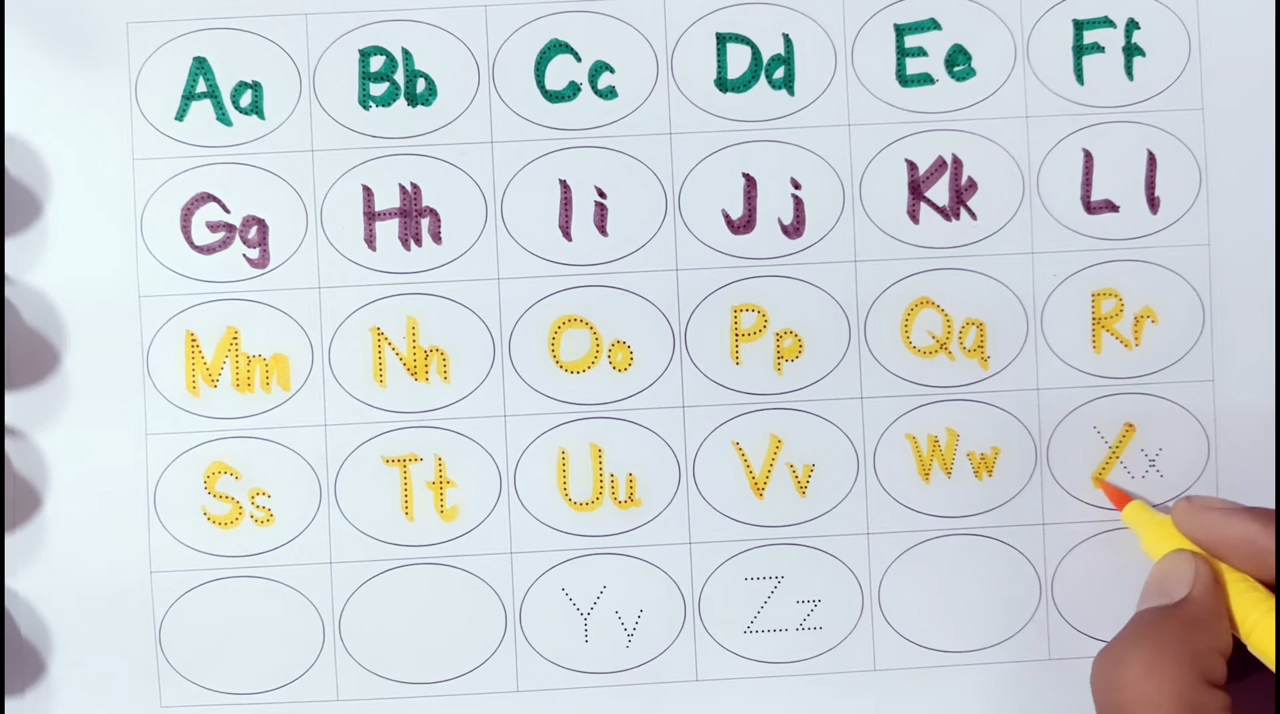 Aa Bb Cc Dd Ee Ff
Gg Hh Ii Jj Kk Ll
Mm Nn Oo Pp Qq Rr
Ss Tt Uu Vv Ww Xx
Yy Zz